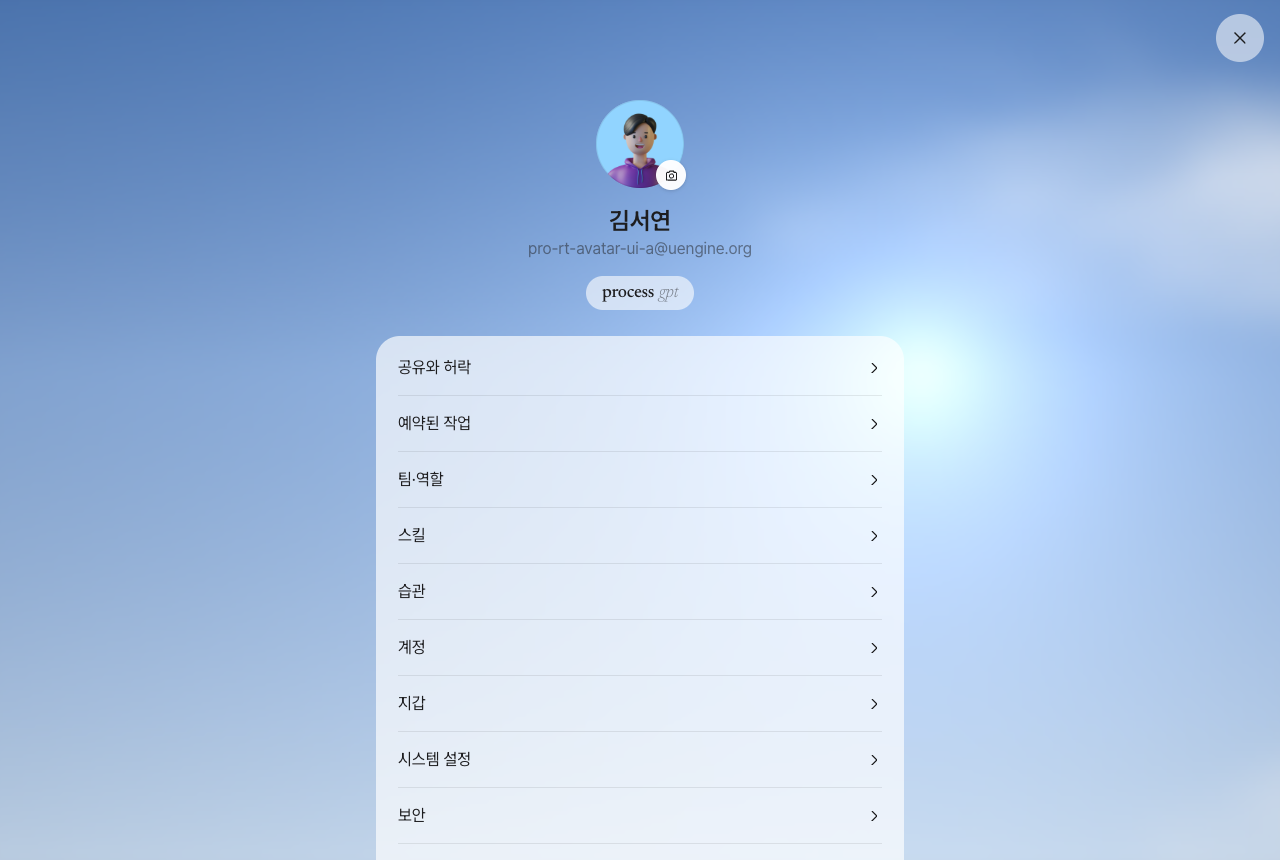 김서연
pro-rt-avatar-ui-a@uengine.org
process gpt
공유와 허락
예약된 작업
팀·역할
스킬
습관
계정
지갑
시스템 설정
보안